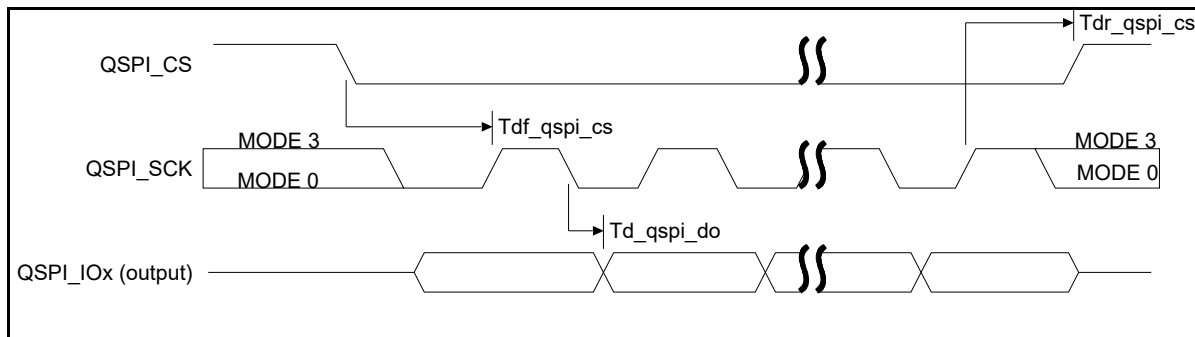 Tdr_qspi_cs
QSPI_CS
Tdf_qspi_cs
MODE 3
MODE 3
QSPI_SCK
MODE 0
MODE 0
Td_qspi_do
QSPI_IOx (output)